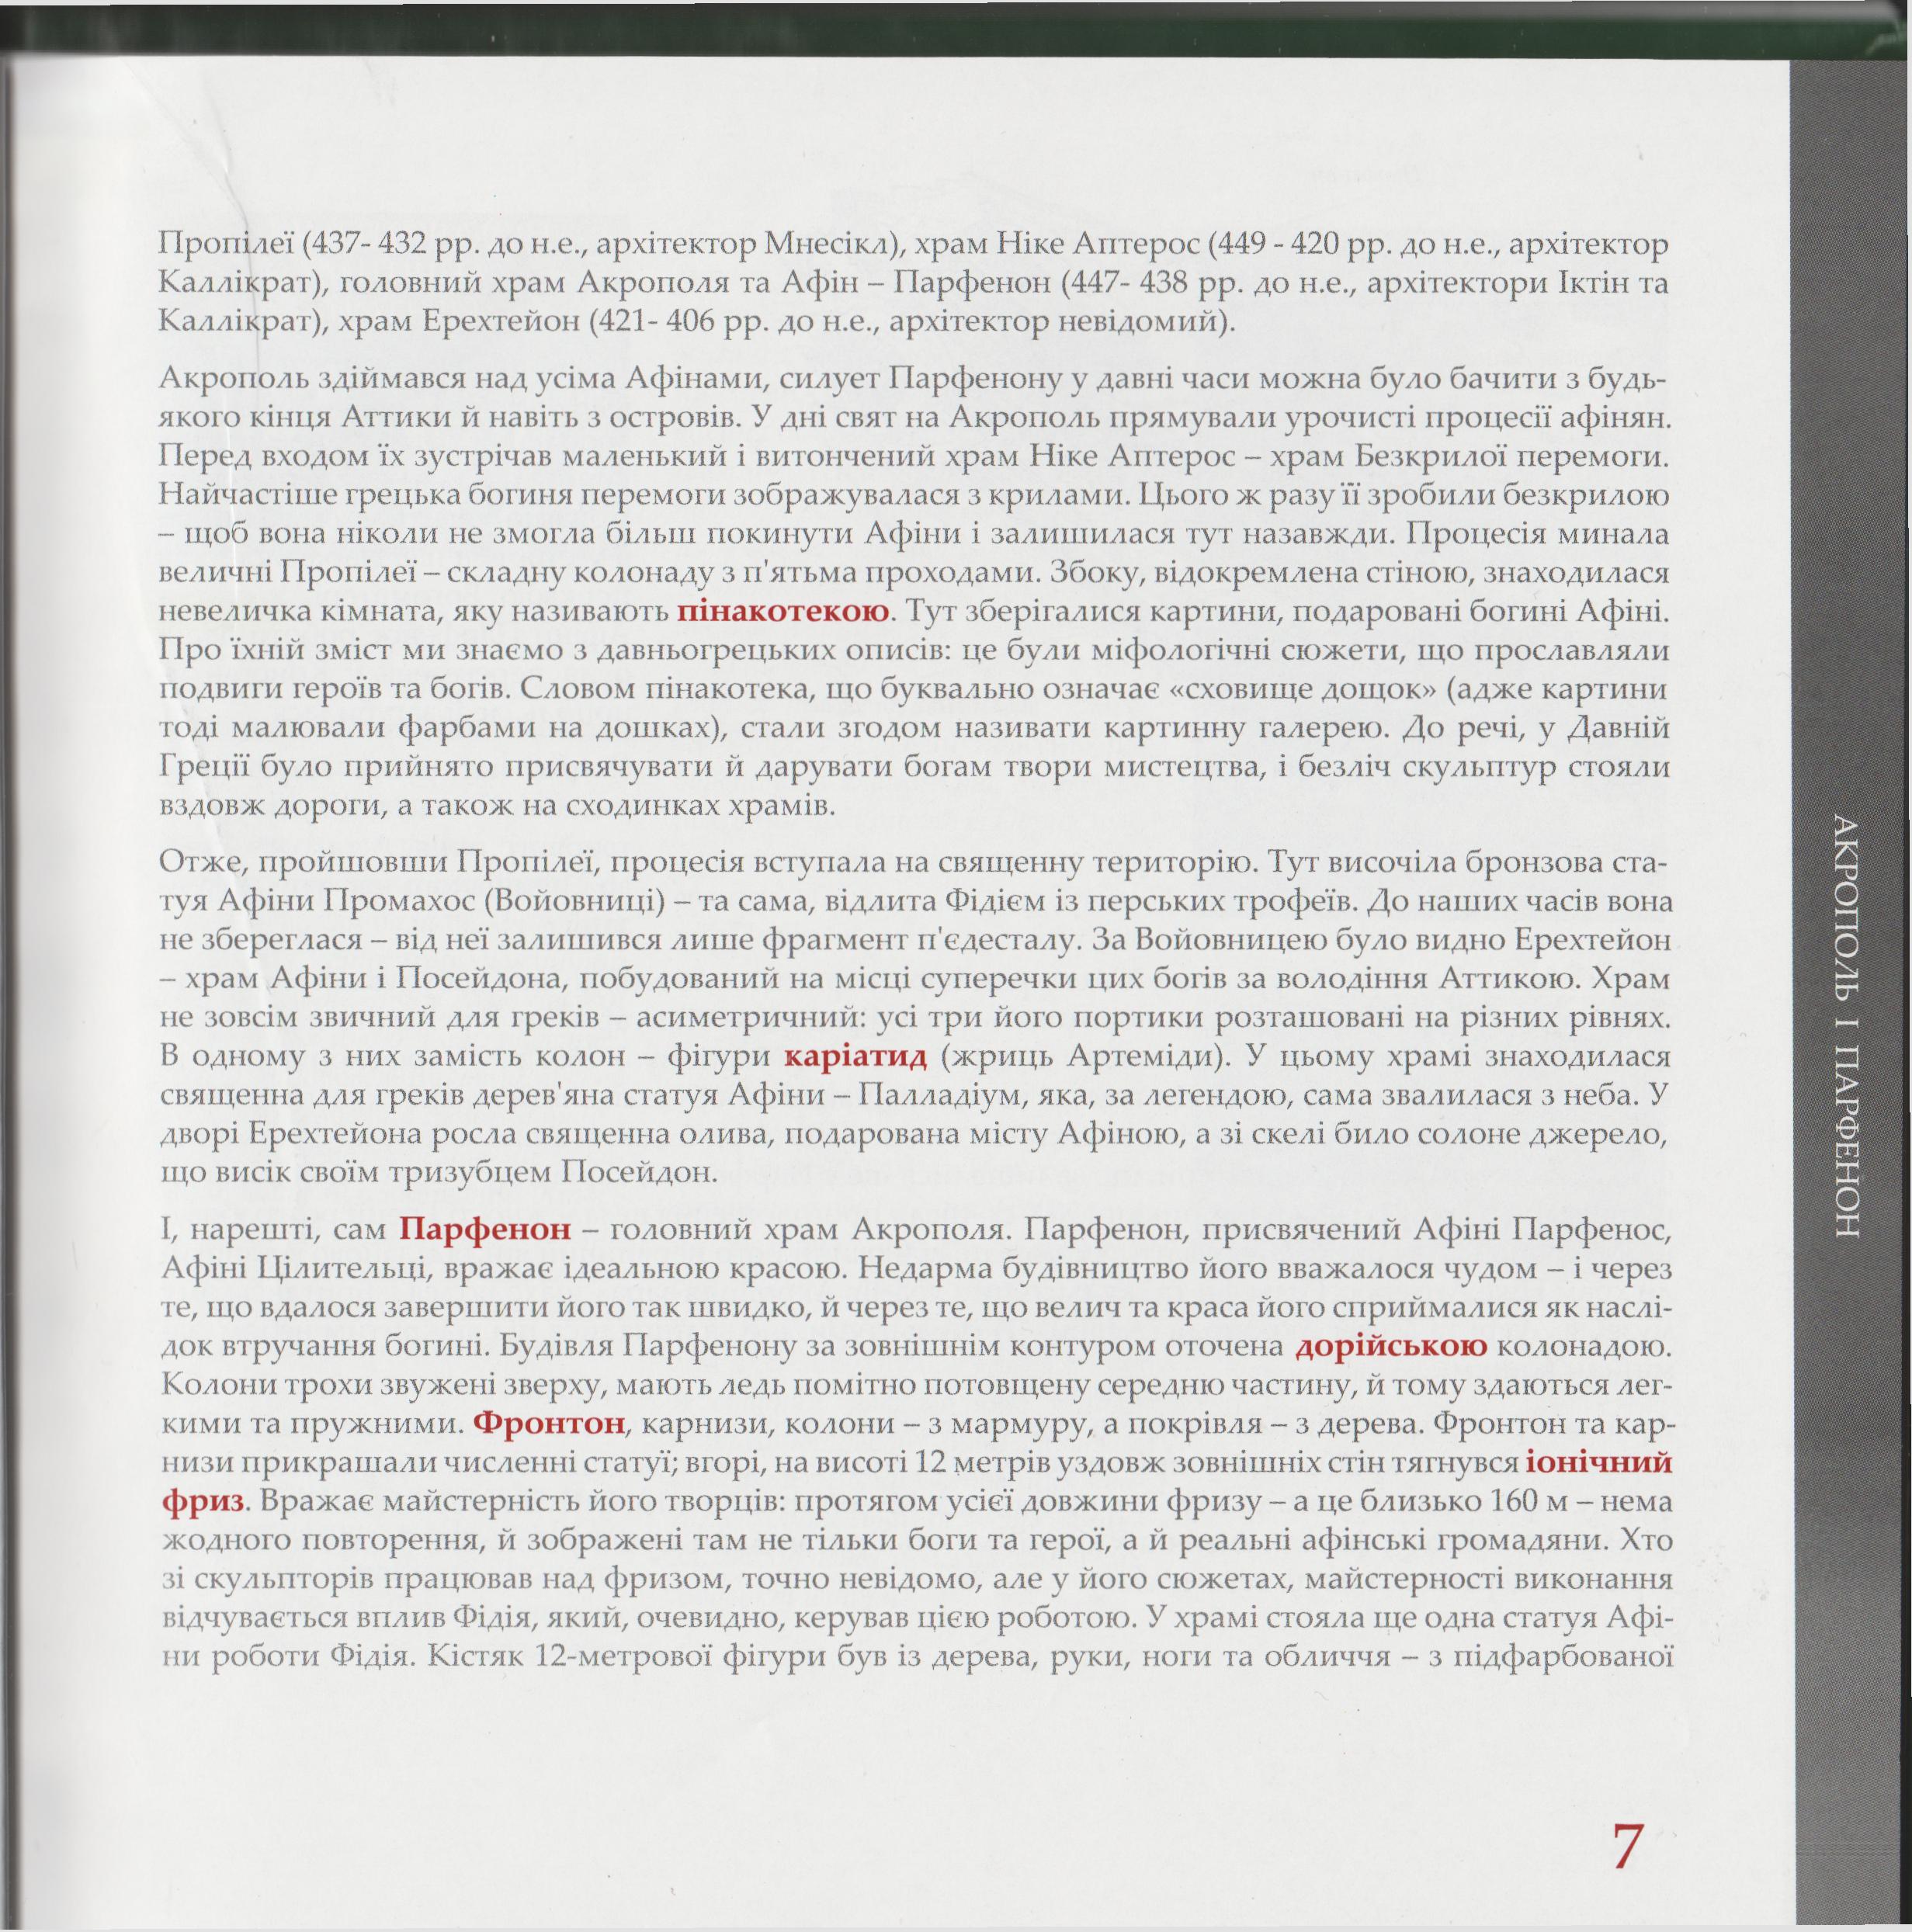 Пропілеї (437- 432 рр. до н.е., архітектор Мнесікл), храм Ніке Аптерос (449 - 420 рр. до н.е., архітектор
Каллікрат), головний храм Акрополя та Афін – Парфенон (447- 438 рр. до н.е., архітектори Іктін та
Каллікрат), храм Ерехтейон (421- 406 рр. до н.е., архітектор невідомий).
Акрополь здіймався над усіма Афінами, силует Парфенону у давні часи можна було бачити з будь-
якого кінця Аттики й навіть з островів. У дні свят на Акрополь прямували урочисті процесії афінян.
Перед входом їх зустрічав маленький і витончений храм Ніке Аптерос – храм Безкрилої перемоги.
Найчастіше грецька богиня перемоги зображувалася з крилами. Цього ж разу її зробили безкрилою
– щоб вона ніколи не змогла більш покинути Афіни і залишилася тут назавжди. Процесія минала
величні Пропілеї – складну колонаду з п'ятьма проходами. Збоку, відокремлена стіною, знаходилася
невеличка кімната, яку називають пінакотекою. Тут зберігалися картини, подаровані богині Афіні.
Про їхній зміст ми знаємо з давньогрецьких описів: це були міфологічні сюжети, що прославляли
подвиги героїв та богів. Словом пінакотека, що буквально означає «сховище дощок» (адже картини
тоді малювали фарбами на дошках), стали згодом називати картинну галерею. До речі, у Давній
Греції було прийнято присвячувати й дарувати богам твори мистецтва, і безліч скульптур стояли
вздовж дороги, а також на сходинках храмів.
Отже, пройшовши Пропілеї, процесія вступала на священну територію. Тут височіла бронзова ста-
туя Афіни Промахос (Войовниці) – та сама, відлита Фідієм із перських трофеїв. До наших часів вона
не збереглася – від неї залишився лише фрагмент п'єдесталу. За Войовницею було видно Ерехтейон
– храм Афіни і Посейдона, побудований на місці суперечки цих богів за володіння Аттикою. Храм
не зовсім звичний для греків – асиметричний: усі три його портики розташовані на різних рівнях.
В одному з них замість колон – фігури каріатид (жриць Артеміди). У цьому храмі знаходилася
священна для греків дерев'яна статуя Афіни – Палладіум, яка, за легендою, сама звалилася з неба. У
дворі Ерехтейона росла священна олива, подарована місту Афіною, а зі скелі било солоне джерело,
що висік своїм тризубцем Посейдон.
І, нарешті, сам Парфенон – головний храм Акрополя. Парфенон, присвячений Афіні Парфенос,
Афіні Цілительці, вражає ідеальною красою. Недарма будівництво його вважалося чудом – і через
те, що вдалося завершити його так швидко, й через те, що велич та краса його сприймалися як наслі-
док втручання богині. Будівля Парфенону за зовнішнім контуром оточена дорійською колонадою.
Колони трохи звужені зверху, мають ледь помітно потовщену середню частину, й тому здаються лег-
кими та пружними. Фронтон, карнизи, колони – з мармуру, а покрівля – з дерева. Фронтон та кар-
низи прикрашали численні статуї; вгорі, на висоті 12 метрів уздовж зовнішніх стін тягнувся іонічний
фриз. Вражає майстерність його творців: протягом усієї довжини фризу – а це близько 160 м – нема
жодного повторення, й зображені там не тільки боги та герої, а й реальні афінські громадяни. Хто
зі скульпторів працював над фризом, точно невідомо, але у його сюжетах, майстерності виконання
відчувається вплив Фідія, який, очевидно, керував цією роботою. У храмі стояла ще одна статуя Афі-
ни роботи Фідія. Кістяк 12-метрової фігури був із дерева, руки, ноги та обличчя – з підфарбованої
АКРОПОЛЬ І ПАРФЕНОН
7